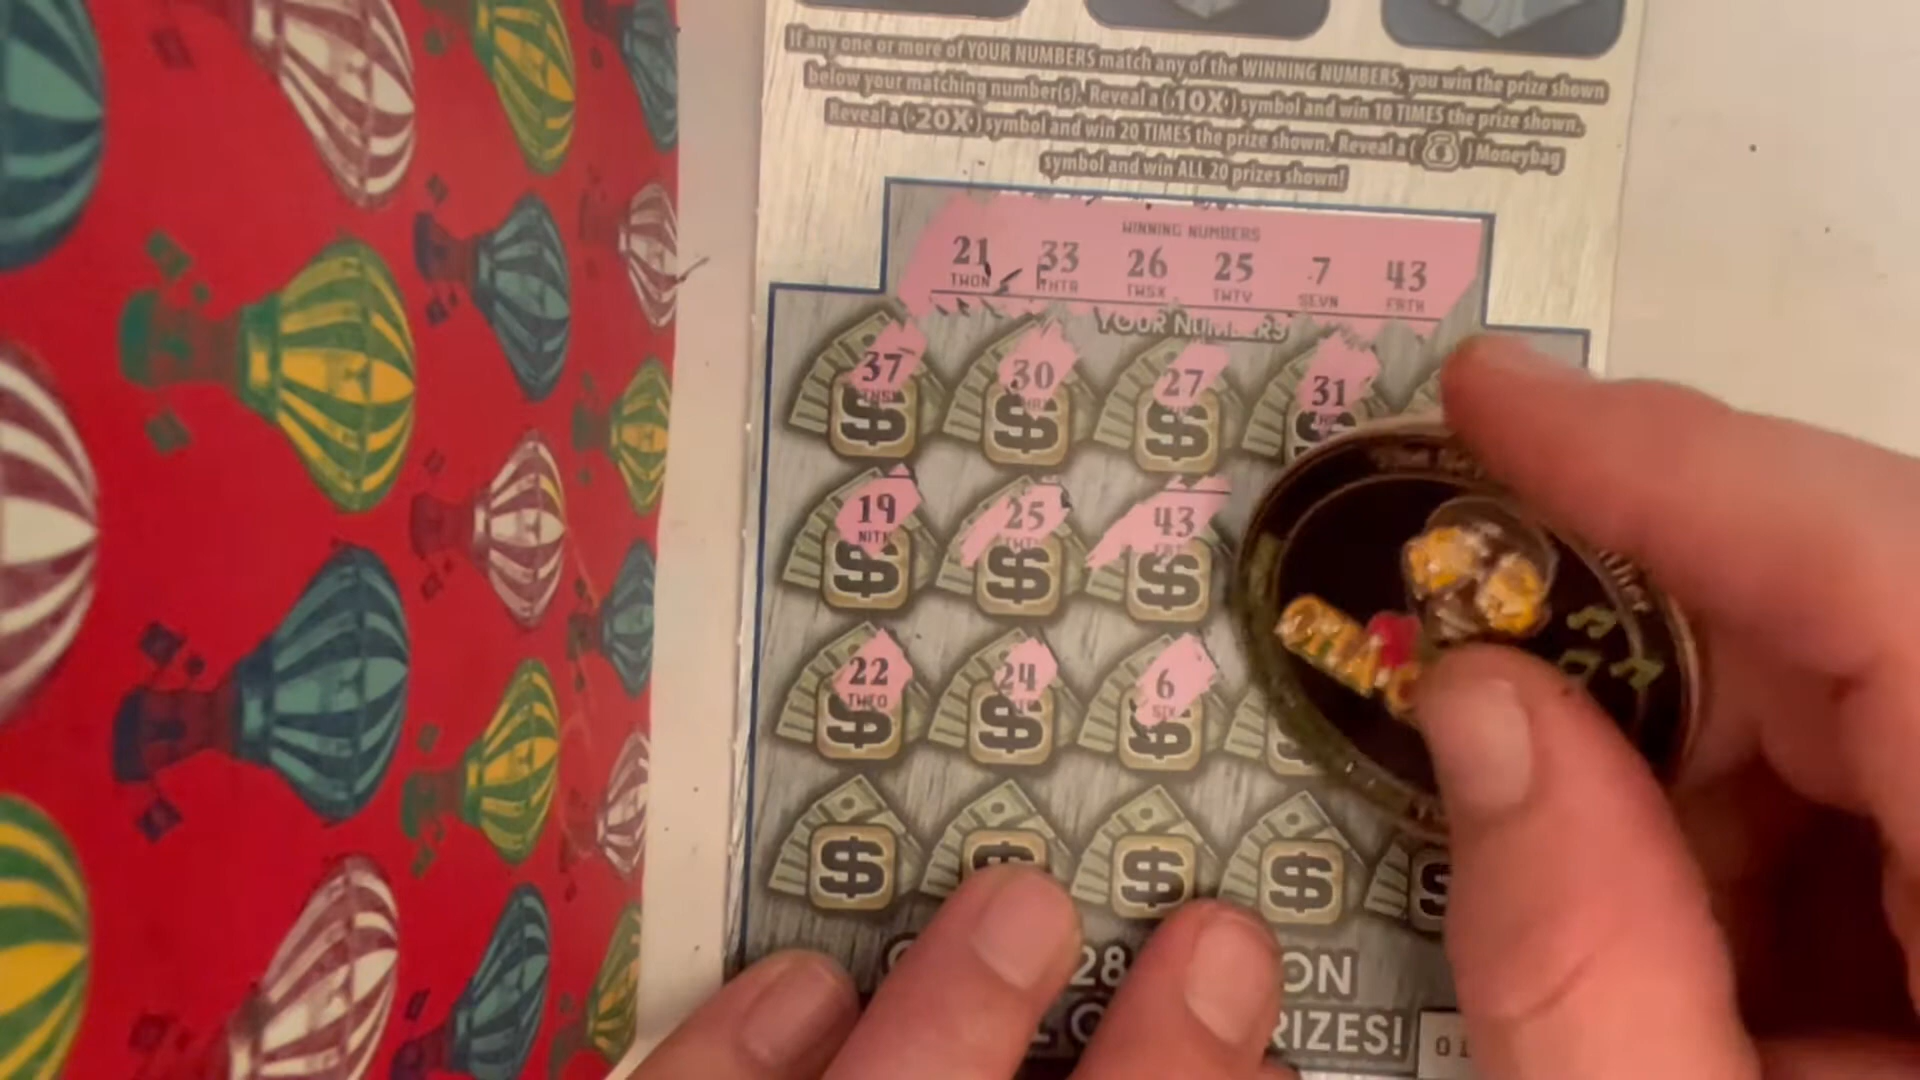 If any one or more of YOUR NUMBERS match any of the WINNING NUMBERS, you win the prize shown
below your matching number(s). Reveal a (10X) symbol and win 10 TIMES the prize shown.
Reveal a (20X) symbol and win 20 TIMES the prize shown. Reveal a ( ) Moneybag
symbol and win ALL 20 prizes shown!
WINNING NUMBERS
21 33 26 25 7 43
TWON THTR TWSX TWTV SEVN FRTH
YOUR NUMBERS
37 30 27 31
$ $ $ $
19 25 43
NITN
$ $ $
22 24 6
TWTO SIX
$ $ $ $
$ $ $ $ $
28 ON
RIZES!
01